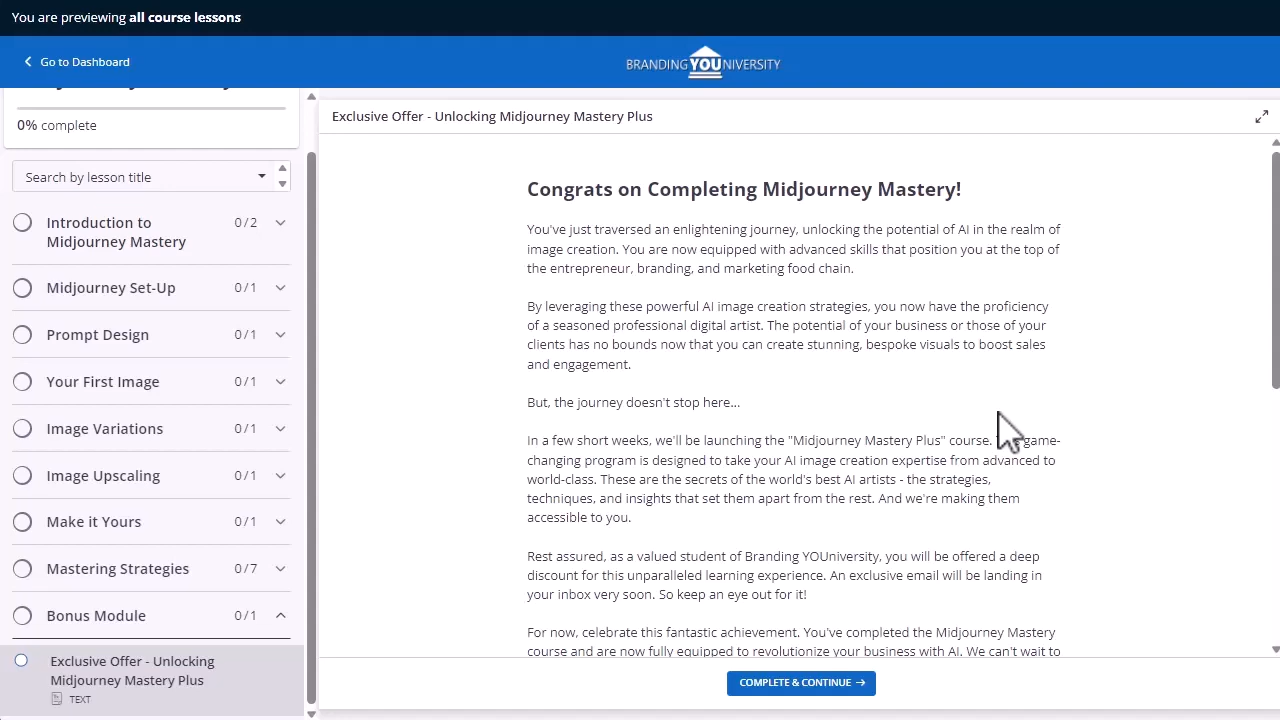 You are previewing all course lessons
Go to Dashboard
BRANDINGYOUNIVERSITY
0% complete
Search by lesson title
Introduction to
Midjourney Mastery
0 / 2
Midjourney Set-Up
0 / 1
Prompt Design
0 / 1
Your First Image
0 / 1
Image Variations
0 / 1
Image Upscaling
0 / 1
Make it Yours
0 / 1
Mastering Strategies
0 / 7
Bonus Module
0 / 1
Exclusive Offer - Unlocking
Midjourney Mastery Plus
TEXT
Exclusive Offer - Unlocking Midjourney Mastery Plus
Congrats on Completing Midjourney Mastery!
You've just traversed an enlightening journey, unlocking the potential of AI in the realm of
image creation. You are now equipped with advanced skills that position you at the top of
the entrepreneur, branding, and marketing food chain.
By leveraging these powerful AI image creation strategies, you now have the proficiency
of a seasoned professional digital artist. The potential of your business or those of your
clients has no bounds now that you can create stunning, bespoke visuals to boost sales
and engagement.
But, the journey doesn't stop here...
In a few short weeks, we'll be launching the "Midjourney Mastery Plus" course. game-
changing program is designed to take your AI image creation expertise from advanced to
world-class. These are the secrets of the world's best AI artists - the strategies,
techniques, and insights that set them apart from the rest. And we're making them
accessible to you.
Rest assured, as a valued student of Branding YOUniversity, you will be offered a deep
discount for this unparalleled learning experience. An exclusive email will be landing in
your inbox very soon. So keep an eye out for it!
For now, celebrate this fantastic achievement. You've completed the Midjourney Mastery
course and are now fully equipped to revolutionize your business with AI. We can't wait to
COMPLETE & CONTINUE →